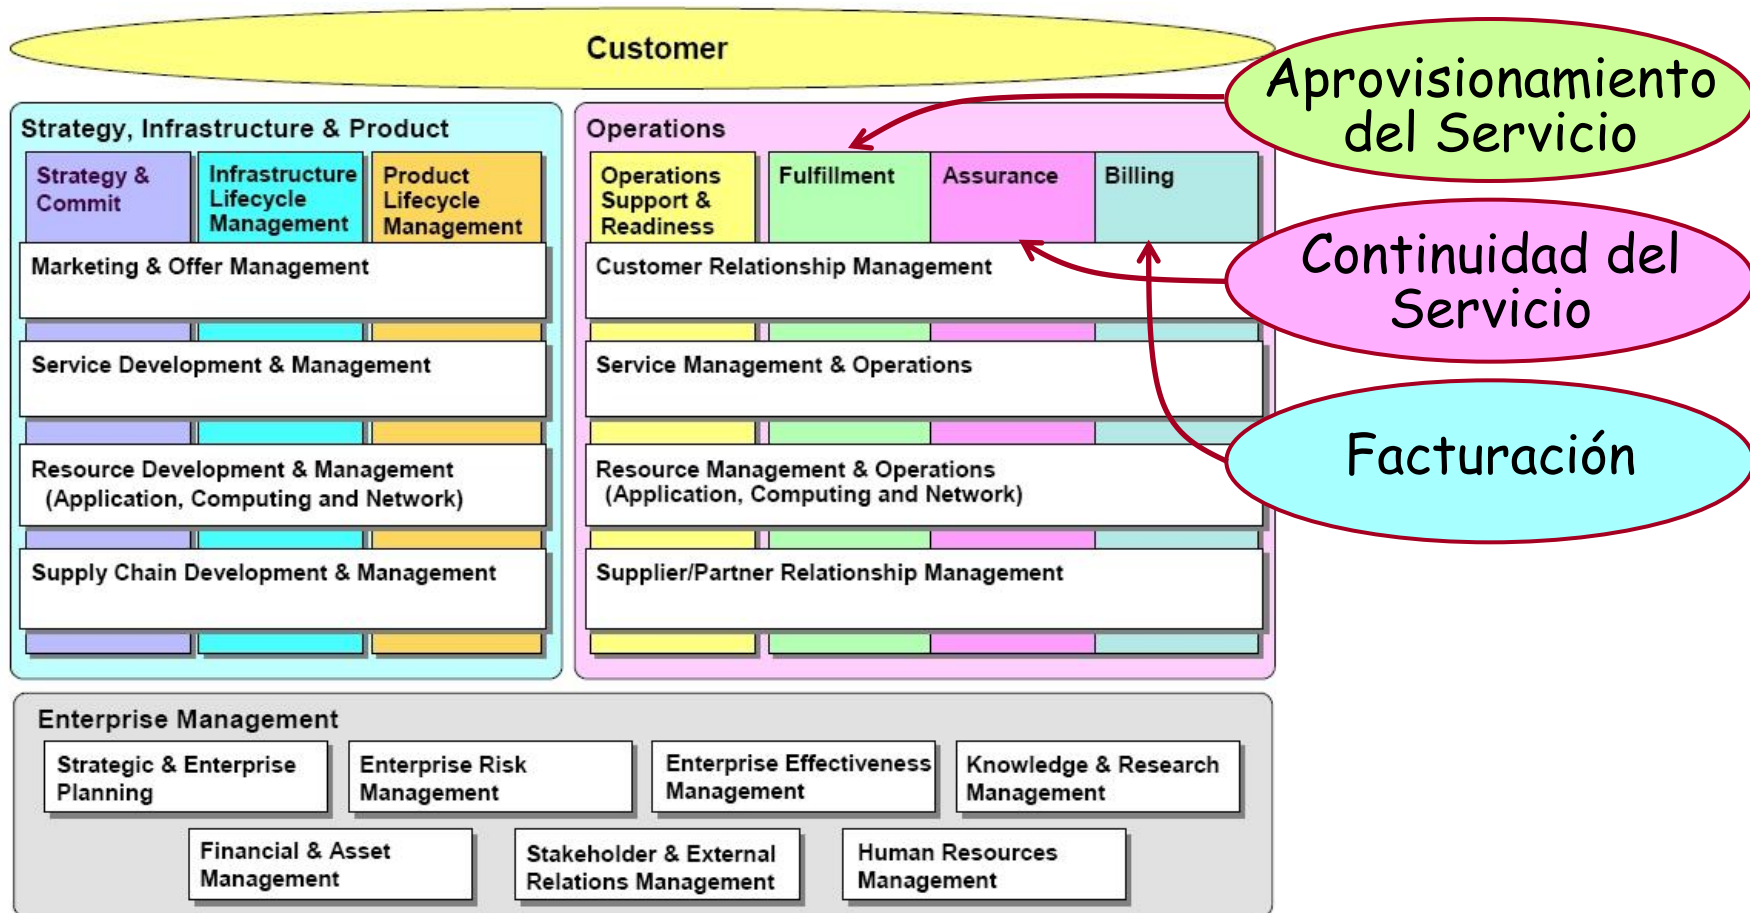 Customer
Aprovisionamiento
del Servicio
Continuidad del
Servicio
Facturación
Strategy, Infrastructure & Product
Strategy &
Commit
Infrastructure
Lifecycle
Management
Product
Lifecycle
Management
Marketing & Offer Management
Service Development & Management
Resource Development & Management
(Application, Computing and Network)
Supply Chain Development & Management
Operations
Operations
Support &
Readiness
Fulfillment
Assurance
Billing
Customer Relationship Management
Service Management & Operations
Resource Management & Operations
(Application, Computing and Network)
Supplier/Partner Relationship Management
Enterprise Management
Strategic & Enterprise
Planning
Enterprise Risk
Management
Enterprise Effectiveness
Management
Knowledge & Research
Management
Financial & Asset
Management
Stakeholder & External
Relations Management
Human Resources
Management